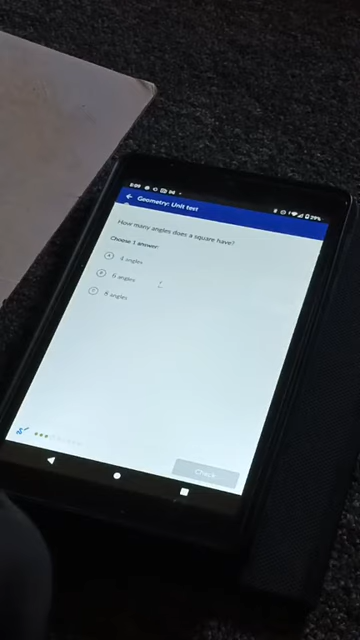 Geometry: Unit test
How many angles does a square have?
Choose 1 answer:
A 4 angles
B 6 angles
C 8 angles
Check